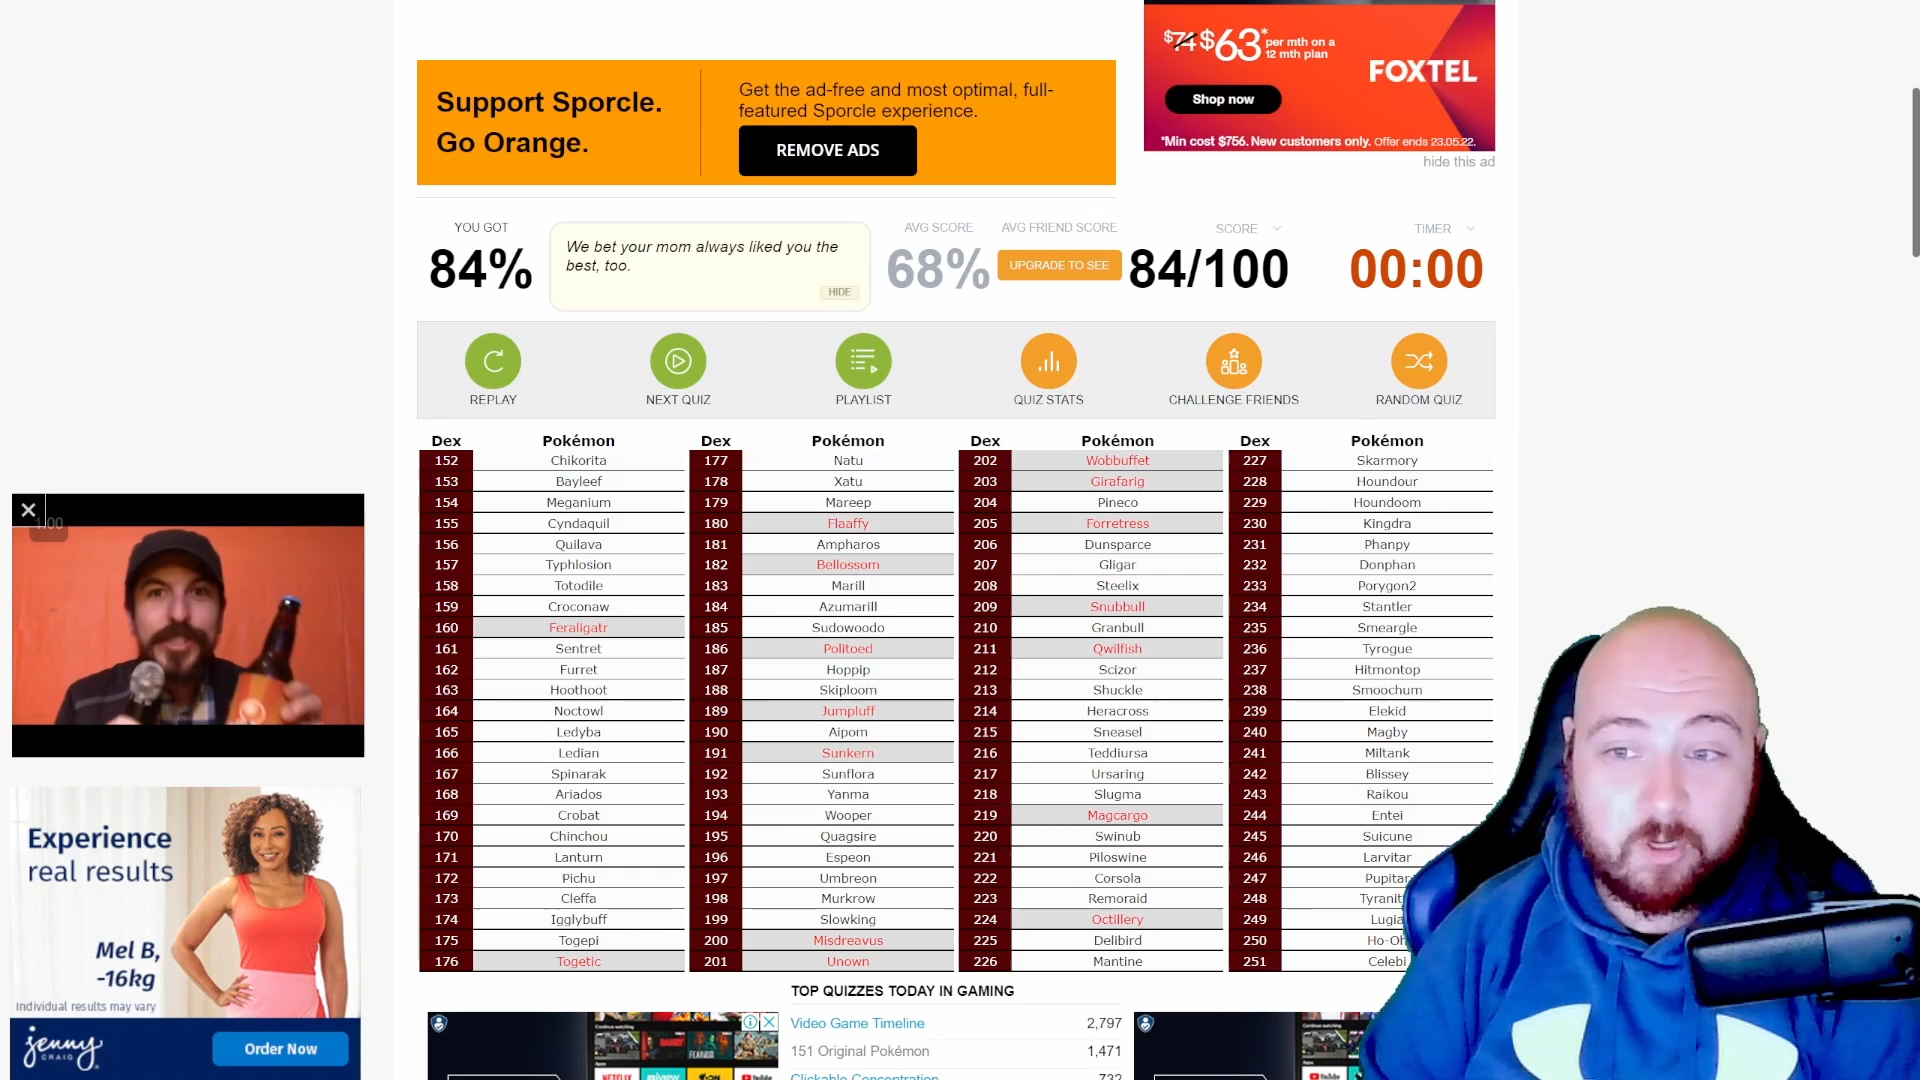 Support Sporcle.
Go Orange.
Get the ad-free and most optimal, full-
featured Sporcle experience.
REMOVE ADS
$74 $63* per mth on a
12 mth plan
FOXTEL
Shop now
*Min cost $756. New customers only. Offer ends 23.05.22.
hide this ad
YOU GOT
84%
We bet your mom always liked you the
best, too.
HIDE
AVG SCORE
68%
AVG FRIEND SCORE
UPGRADE TO SEE
SCORE
84/100
TIMER
00:00
REPLAY
NEXT QUIZ
PLAYLIST
QUIZ STATS
CHALLENGE FRIENDS
RANDOM QUIZ
Dex Pokémon Dex Pokémon Dex Pokémon Dex Pokémon
152 Chikorita 177 Natu 202 Wobbuffet 227 Skarmory
153 Bayleef 178 Xatu 203 Girafarig 228 Houndour
154 Meganium 179 Mareep 204 Pineco 229 Houndoom
155 Cyndaquil 180 Flaaffy 205 Forretress 230 Kingdra
156 Quilava 181 Ampharos 206 Dunsparce 231 Phanpy
157 Typhlosion 182 Bellossom 207 Gligar 232 Donphan
158 Totodile 183 Marill 208 Steelix 233 Porygon2
159 Croconaw 184 Azumarill 209 Snubbull 234 Stantler
160 Feraligatr 185 Sudowoodo 210 Granbull 235 Smeargle
161 Sentret 186 Politoed 211 Qwilfish 236 Tyrogue
162 Furret 187 Hoppip 212 Scizor 237 Hitmontop
163 Hoothoot 188 Skiploom 213 Shuckle 238 Smoochum
164 Noctowl 189 Jumpluff 214 Heracross 239 Elekid
165 Ledyba 190 Aipom 215 Sneasel 240 Magby
166 Ledian 191 Sunkern 216 Teddiursa 241 Miltank
167 Spinarak 192 Sunflora 217 Ursaring 242 Blissey
168 Ariados 193 Yanma 218 Slugma 243 Raikou
169 Crobat 194 Wooper 219 Magcargo 244 Entei
170 Chinchou 195 Quagsire 220 Swinub 245 Suicune
171 Lanturn 196 Espeon 221 Piloswine 246 Larvitar
172 Pichu 197 Umbreon 222 Corsola 247 Pupitar
173 Cleffa 198 Murkrow 223 Remoraid 248 Tyranit
174 Igglybuff 199 Slowking 224 Octillery 249 Lugia
175 Togepi 200 Misdreavus 225 Delibird 250 Ho-Oh
176 Togetic 201 Unown 226 Mantine 251 Celebi
1:00
Experience
real results
Mel B,
-16kg
Individual results may vary
jenny
CRAIG
Order Now
TOP QUIZZES TODAY IN GAMING
Video Game Timeline 2,797
151 Original Pokémon 1,471
Clickable Concentration 732
Continue watching
NETFLIX
YouTube